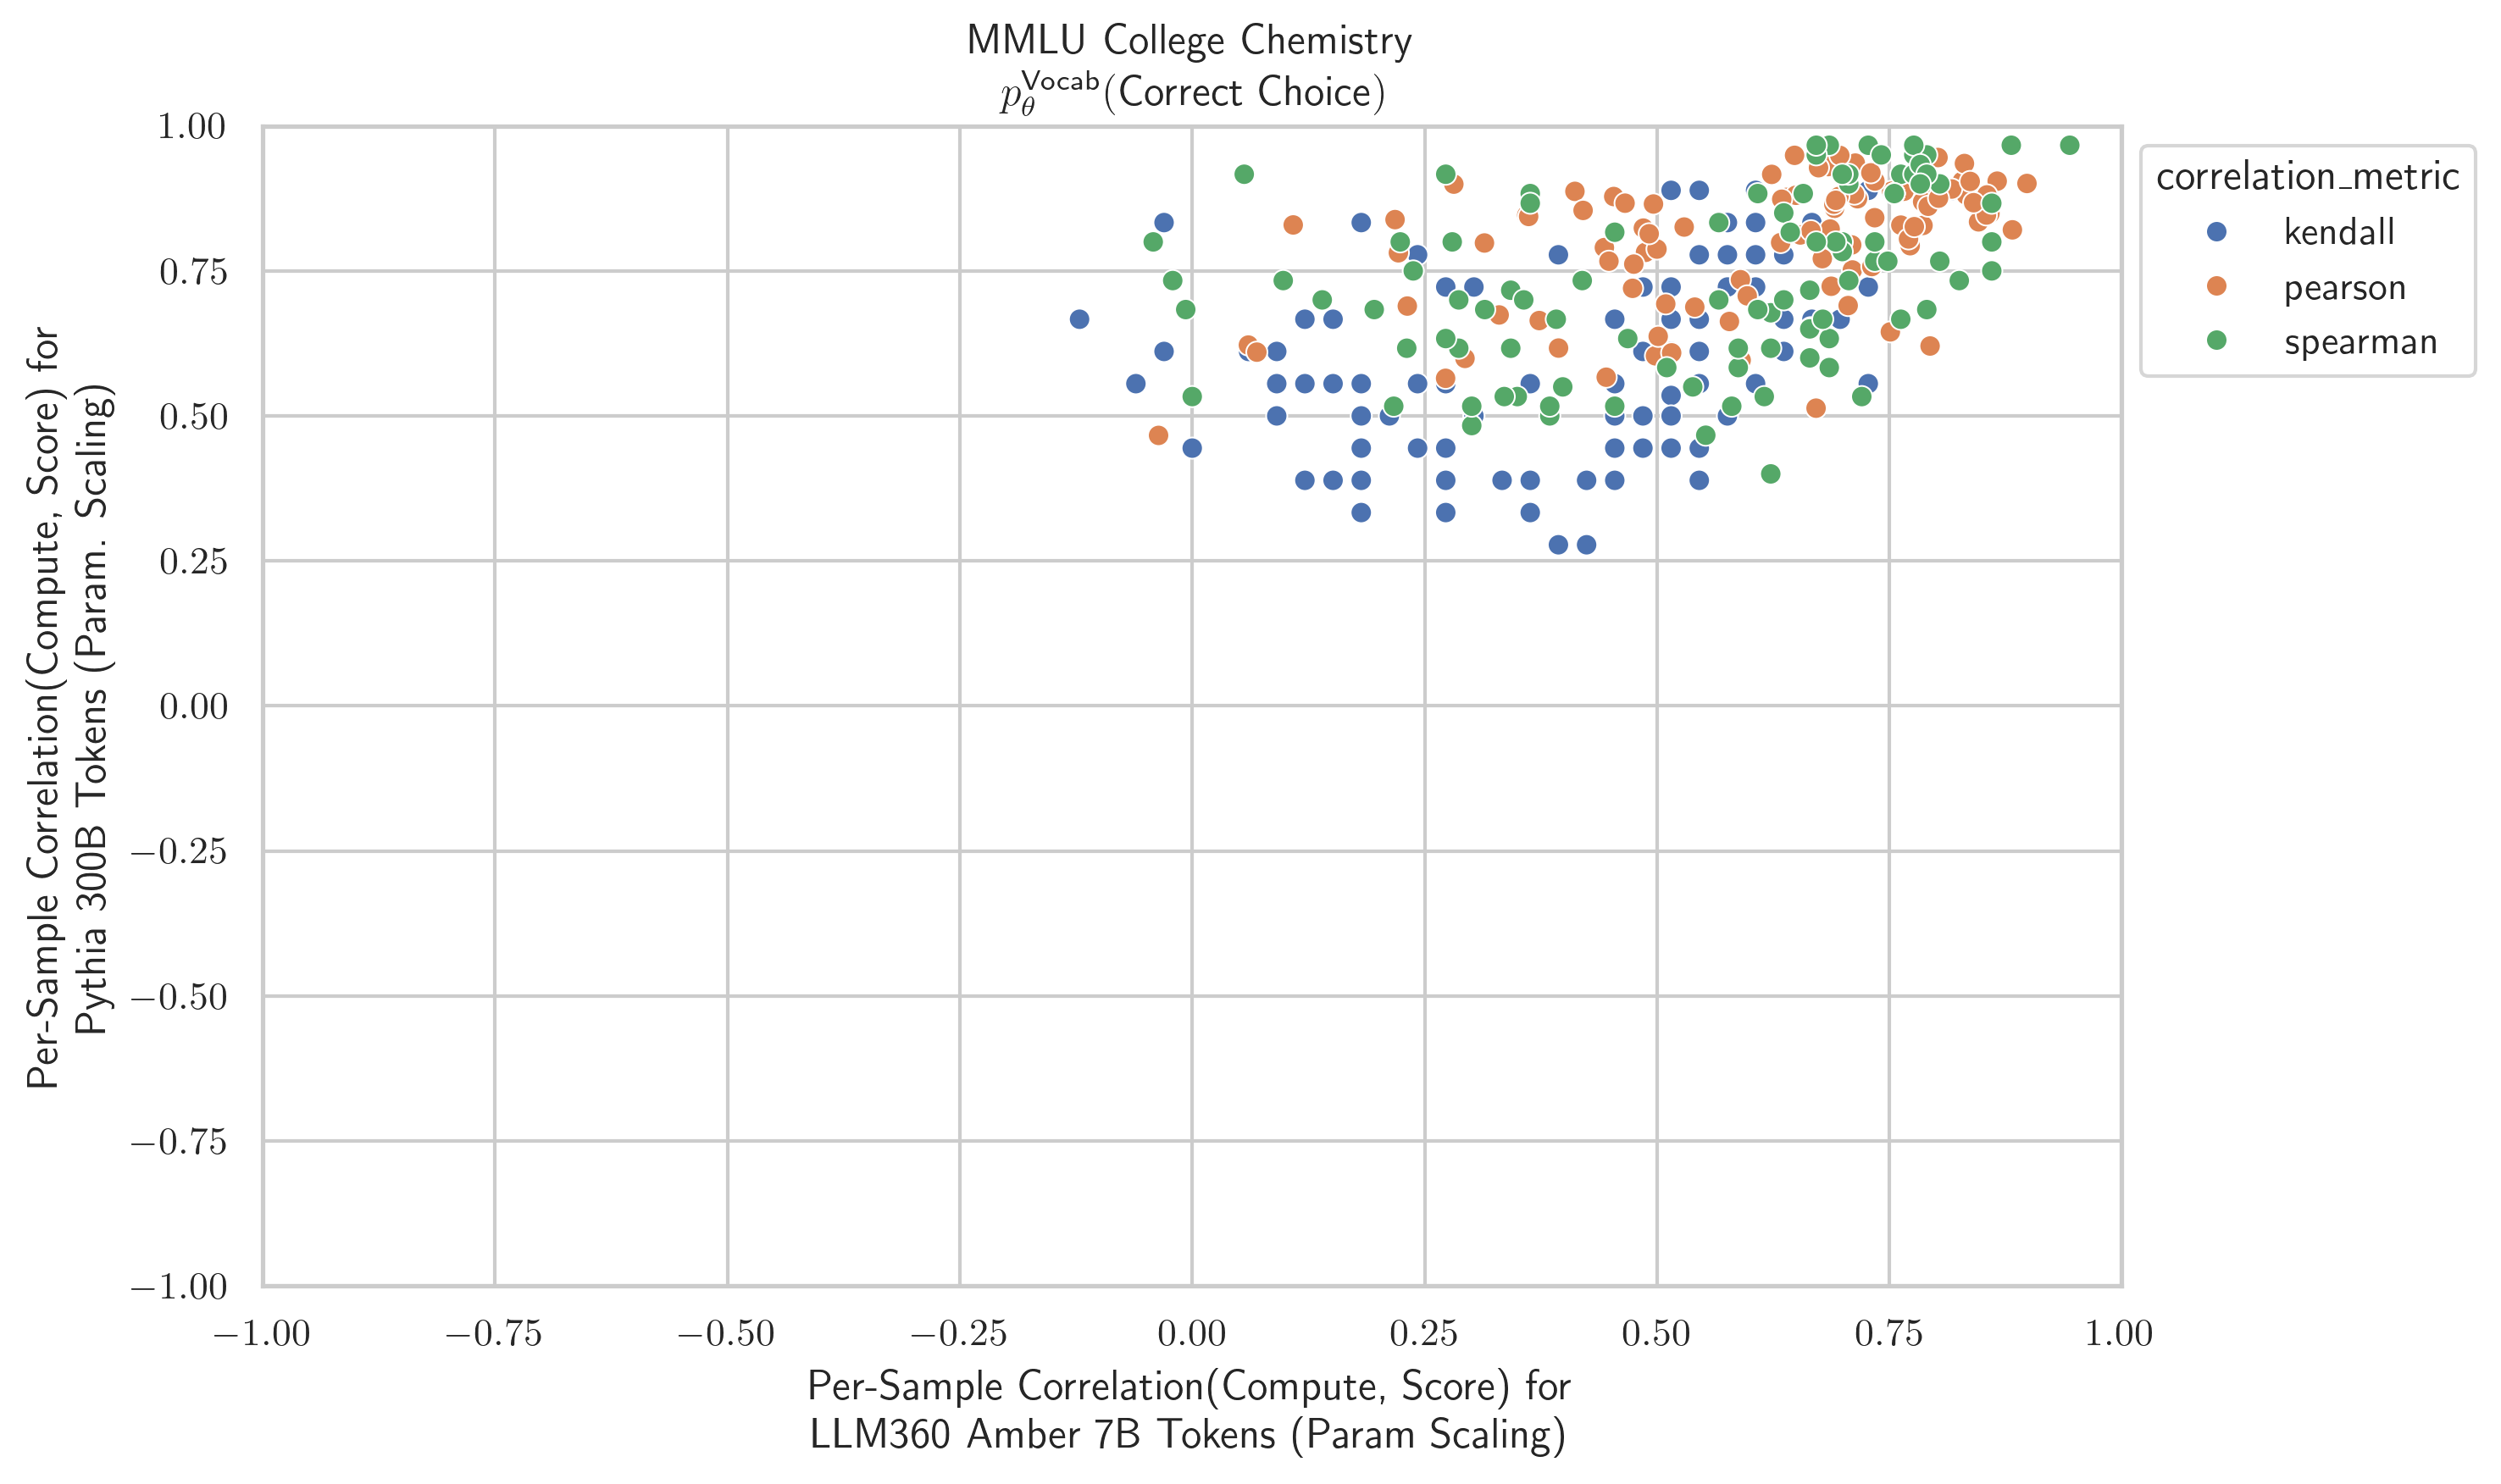 MMLU College Chemistry
p_θ^Vocab(Correct Choice)
Per-Sample Correlation(Compute, Score) for
Pythia 300B Tokens (Param. Scaling)
1.00
0.75
0.50
0.25
0.00
−0.25
−0.50
−0.75
−1.00
−1.00 −0.75 −0.50 −0.25 0.00 0.25 0.50 0.75 1.00
Per-Sample Correlation(Compute, Score) for
LLM360 Amber 7B Tokens (Param Scaling)
correlation_metric
kendall
pearson
spearman